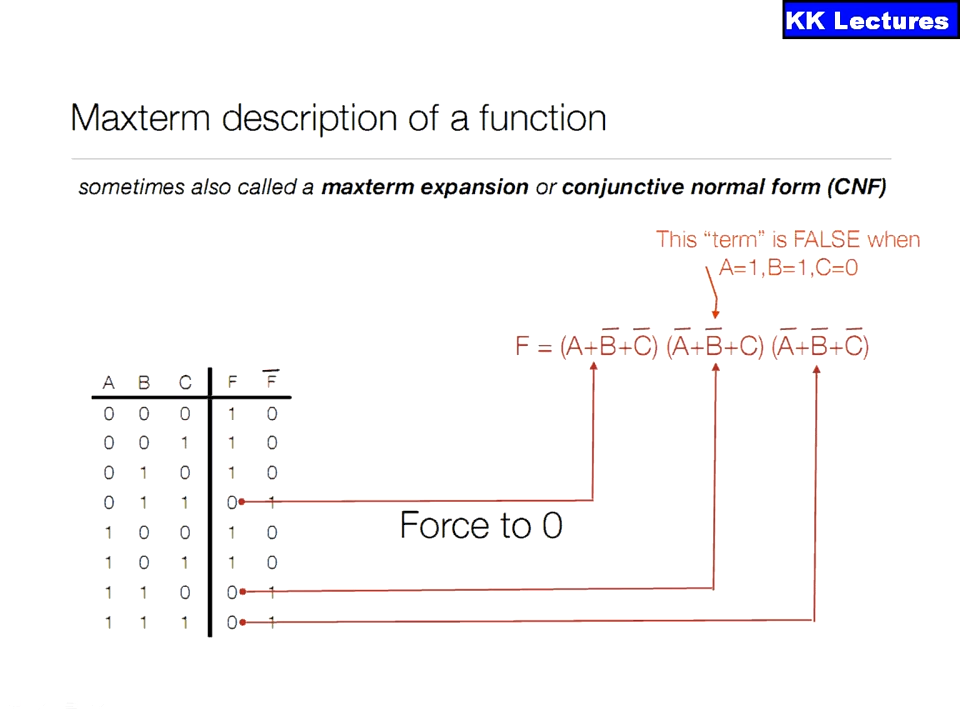 KK Lectures
Maxterm description of a function
sometimes also called a maxterm expansion or conjunctive normal form (CNF)
This “term” is FALSE when
A=1,B=1,C=0
F = (A+B̅+C̅) (A̅+B̅+C) (A̅+B̅+C̅)
A B C F F̅
0 0 0 1 0
0 0 1 1 0
0 1 0 1 0
0 1 1 0 1
Force to 0
1 0 0 1 0
1 0 1 1 0
1 1 0 0 1
1 1 1 0 1